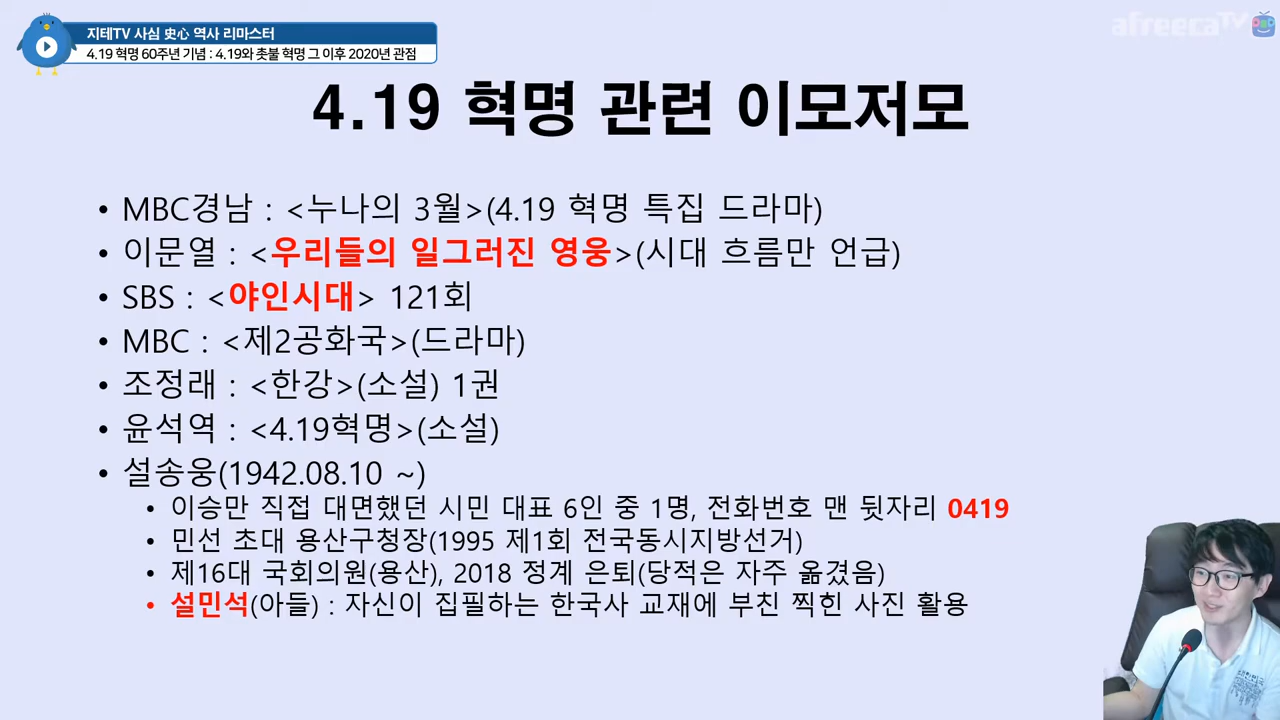 지테TV 사심 史心 역사 리마스터
4.19 혁명 60주년 기념 : 4.19와 촛불 혁명 그 이후 2020년 관점
afreecaTV
4.19 혁명 관련 이모저모
• MBC경남 : <누나의 3월>(4.19 혁명 특집 드라마)
• 이문열 : <우리들의 일그러진 영웅>(시대 흐름만 언급)
• SBS : <야인시대> 121회
• MBC : <제2공화국>(드라마)
• 조정래 : <한강>(소설) 1권
• 윤석역 : <4.19혁명>(소설)
• 설송웅(1942.08.10 ~)
• 이승만 직접 대면했던 시민 대표 6인 중 1명, 전화번호 맨 뒷자리 0419
• 민선 초대 용산구청장(1995 제1회 전국동시지방선거)
• 제16대 국회의원(용산), 2018 정계 은퇴(당적은 자주 옮겼음)
• 설민석(아들) : 자신이 집필하는 한국사 교재에 부친 찍힌 사진 활용